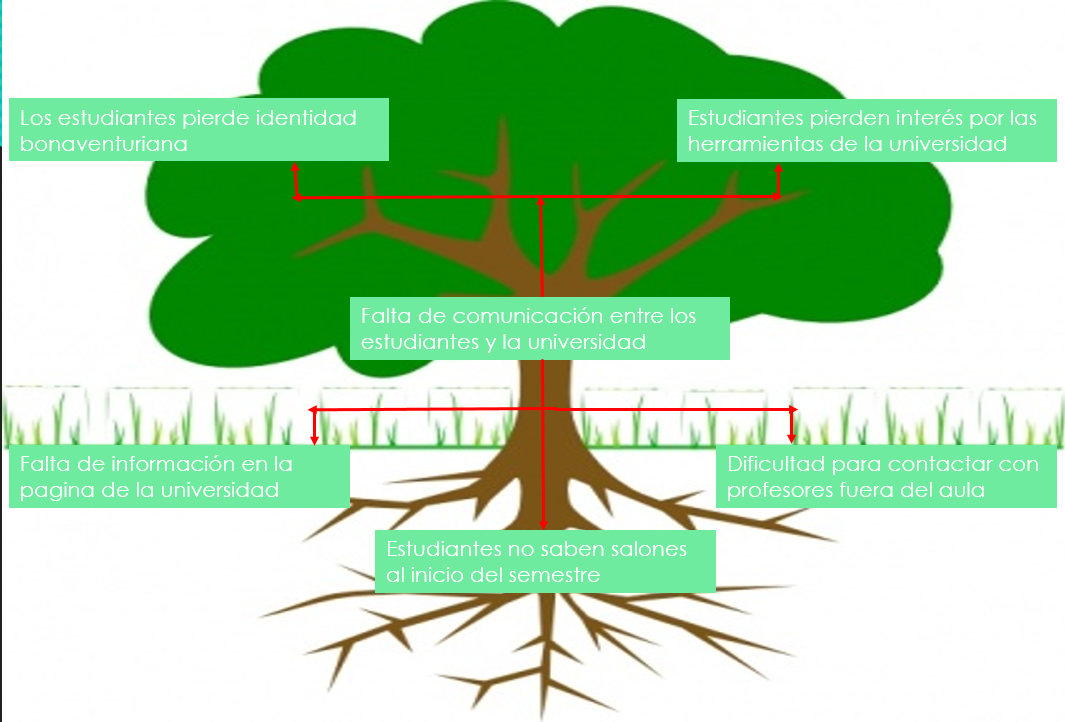 Los estudiantes pierde identidad
bonaventuriana
Estudiantes pierden interés por las
herramientas de la universidad
Falta de comunicación entre los
estudiantes y la universidad
Falta de información en la
pagina de la universidad
Dificultad para contactar con
profesores fuera del aula
Estudiantes no saben salones
al inicio del semestre